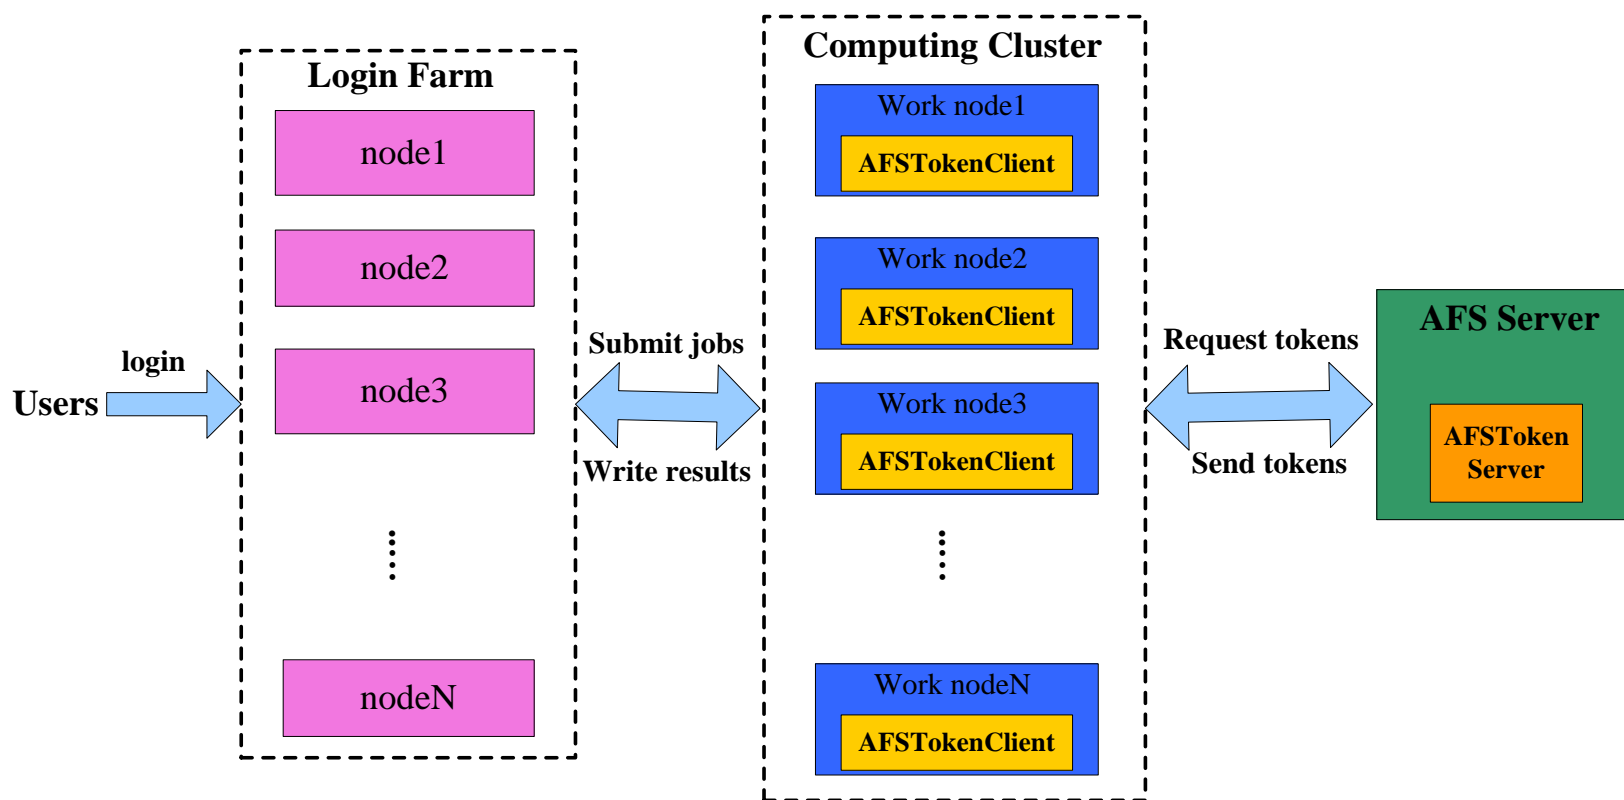 Users
login
Login Farm
node1
node2
node3
nodeN
Submit jobs
Write results
Computing Cluster
Work node1
AFSTokenClient
Work node2
AFSTokenClient
Work node3
AFSTokenClient
Work nodeN
AFSTokenClient
Request tokens
Send tokens
AFS Server
AFSToken
Server